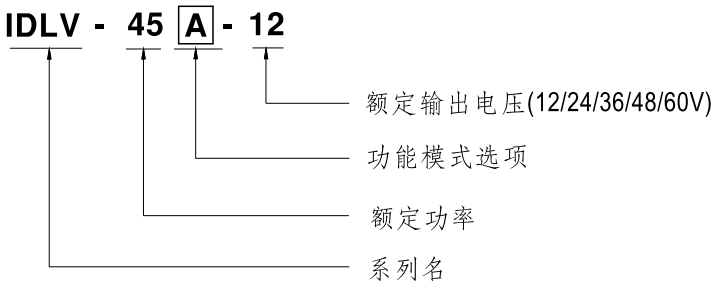 IDLV - 45 A - 12
额定输出电压(12/24/36/48/60V)
功能模式选项
额定功率
系列名